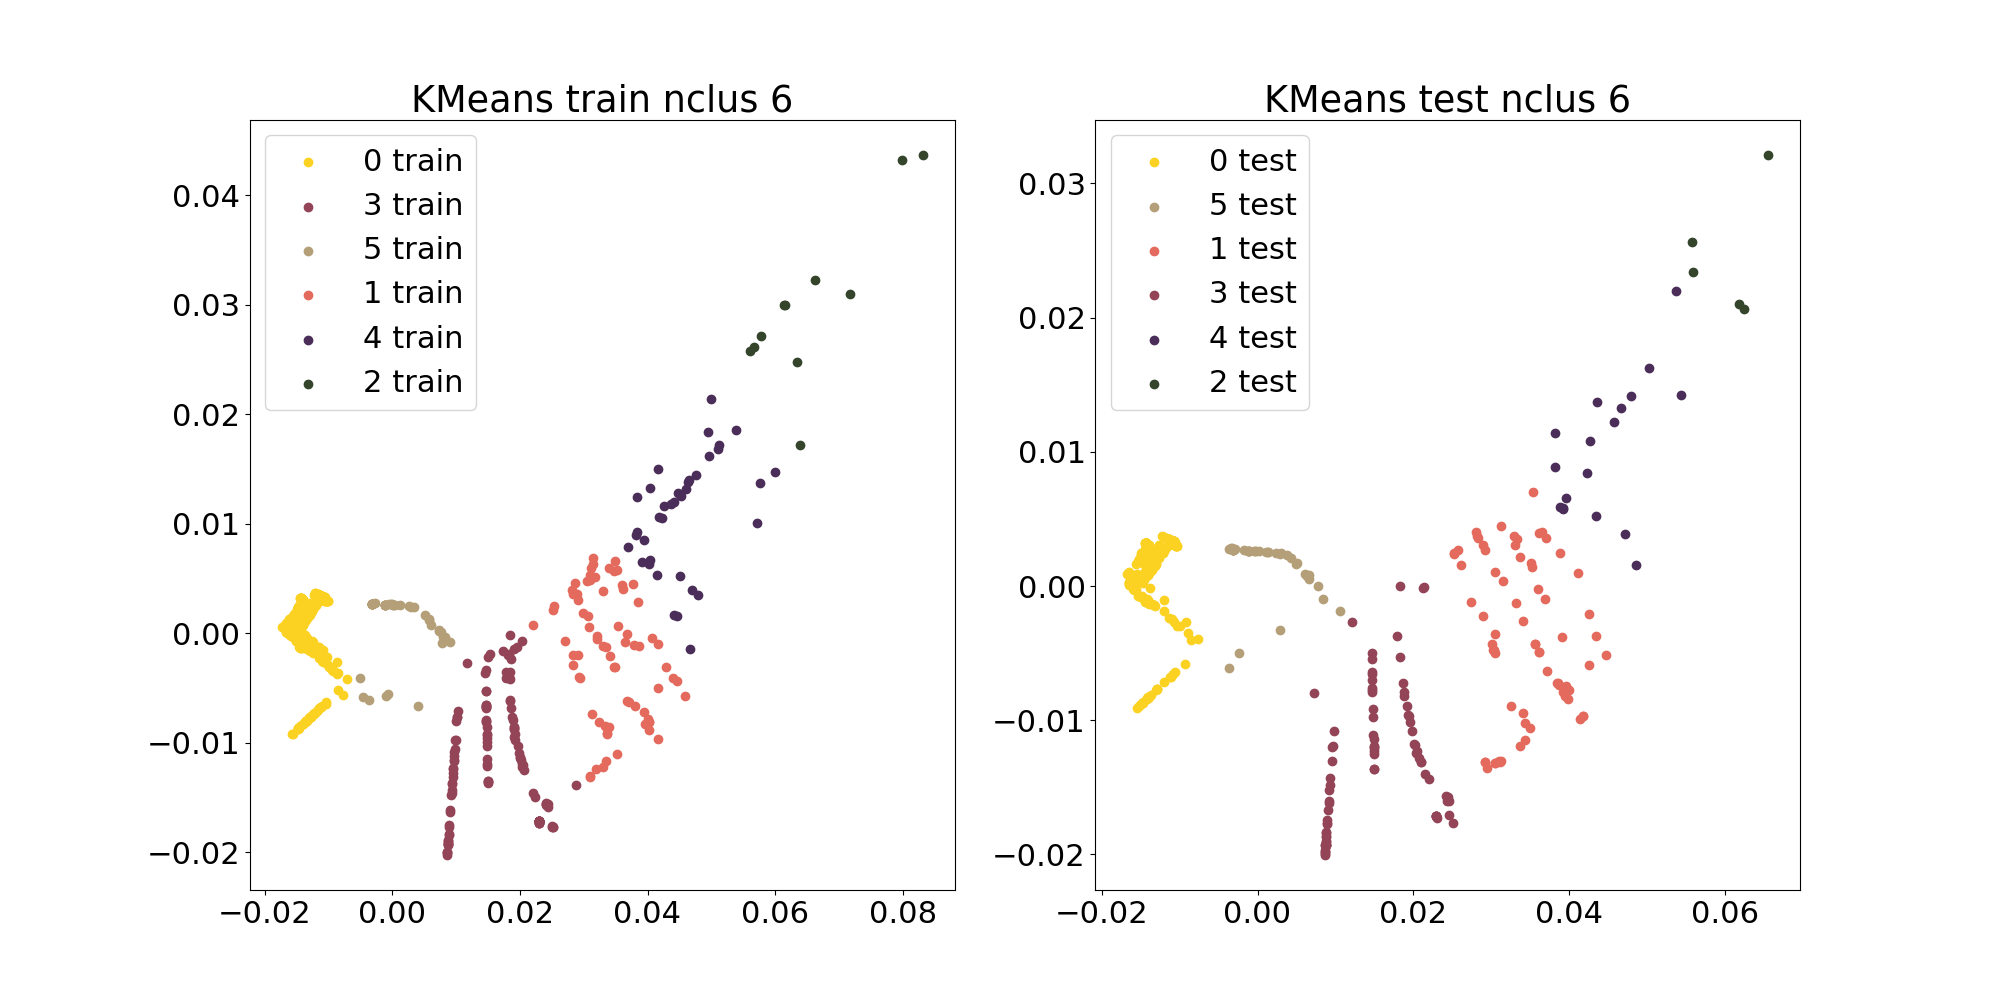 KMeans train nclus 6
0 train
3 train
5 train
1 train
4 train
2 train
0.04
0.03
0.02
0.01
0.00
−0.01
−0.02
−0.02 0.00 0.02 0.04 0.06 0.08
KMeans test nclus 6
0 test
5 test
1 test
3 test
4 test
2 test
0.03
0.02
0.01
0.00
−0.01
−0.02
−0.02 0.00 0.02 0.04 0.06